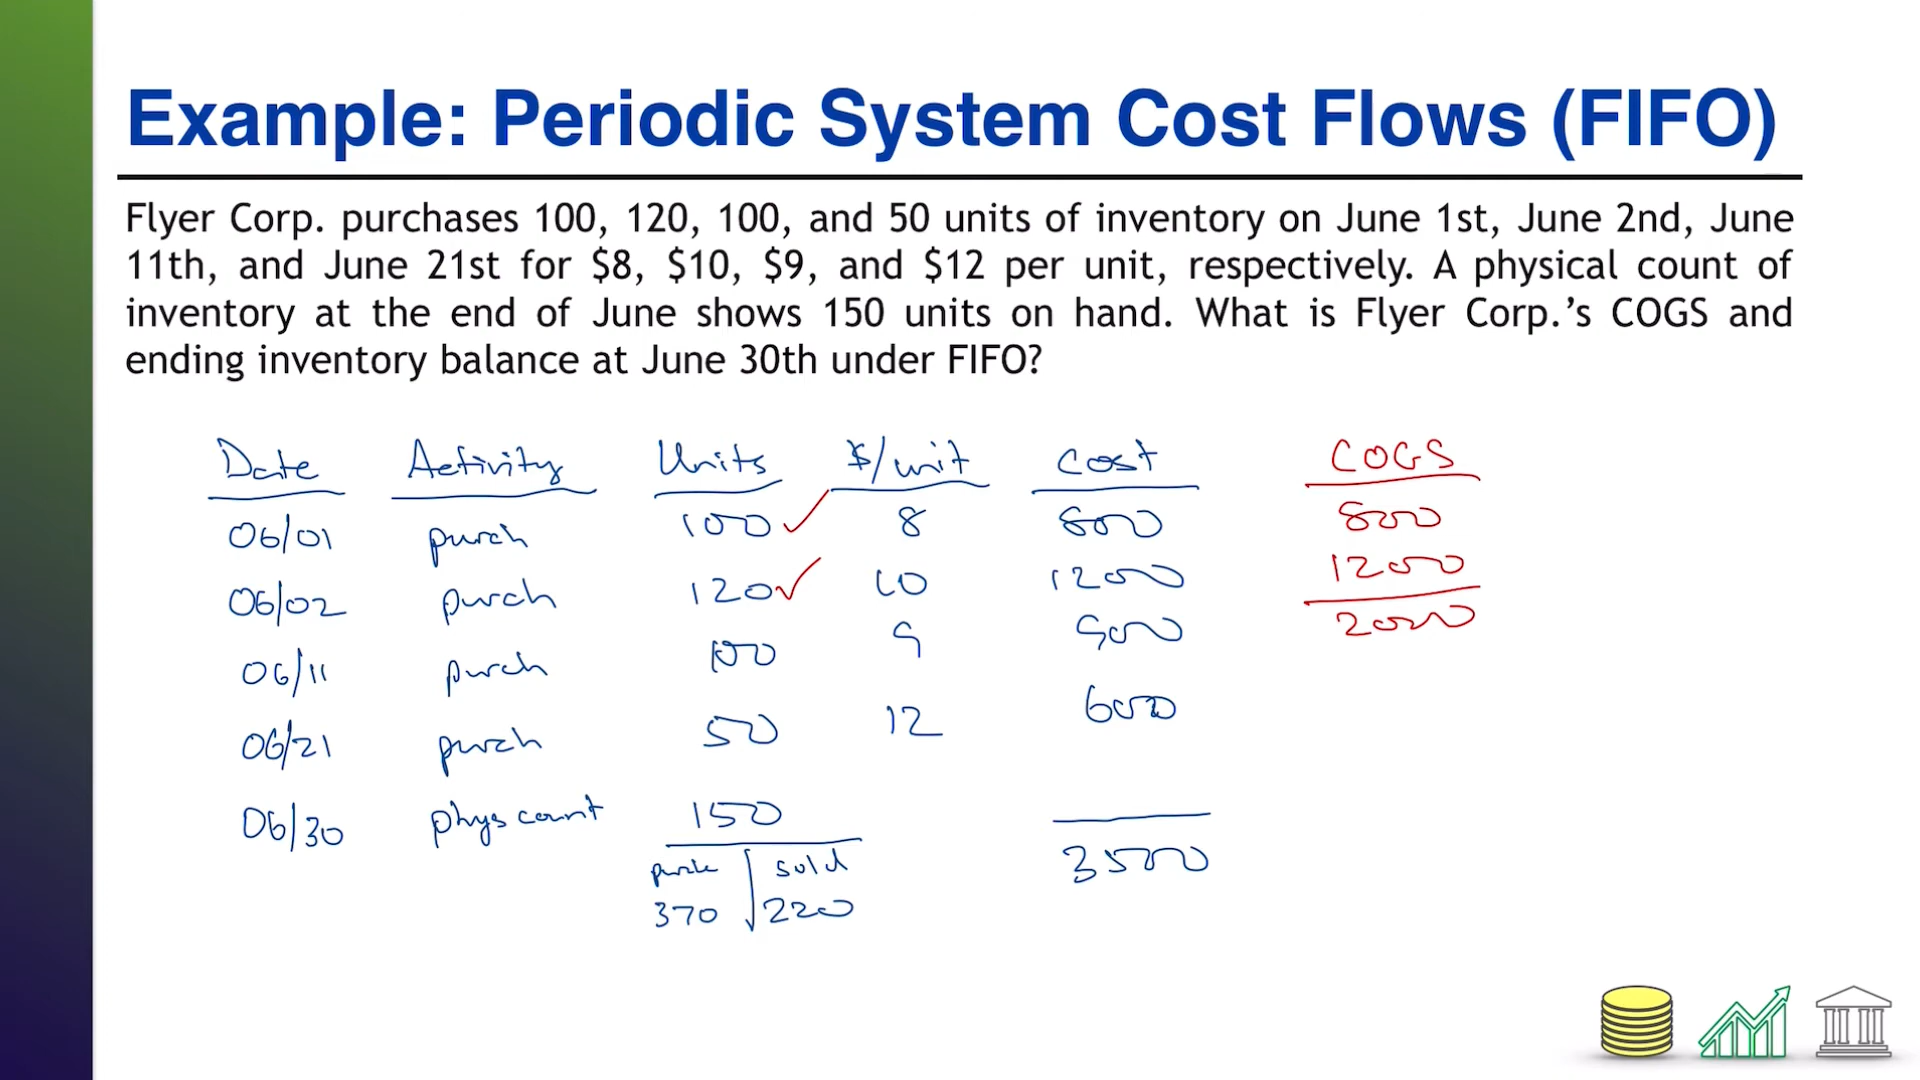 Example: Periodic System Cost Flows (FIFO)
Flyer Corp. purchases 100, 120, 100, and 50 units of inventory on June 1st, June 2nd, June
11th, and June 21st for $8, $10, $9, and $12 per unit, respectively. A physical count of
inventory at the end of June shows 150 units on hand. What is Flyer Corp.’s COGS and
ending inventory balance at June 30th under FIFO?
Date Activity Units $/unit Cost COGS
06/01 purch 100 8 800 800
06/02 purch 120 10 1200 1200
06/11 purch 100 9 900 2000
06/21 purch 50 12 600
06/30 phys count 150
purch sold 3500
370 220